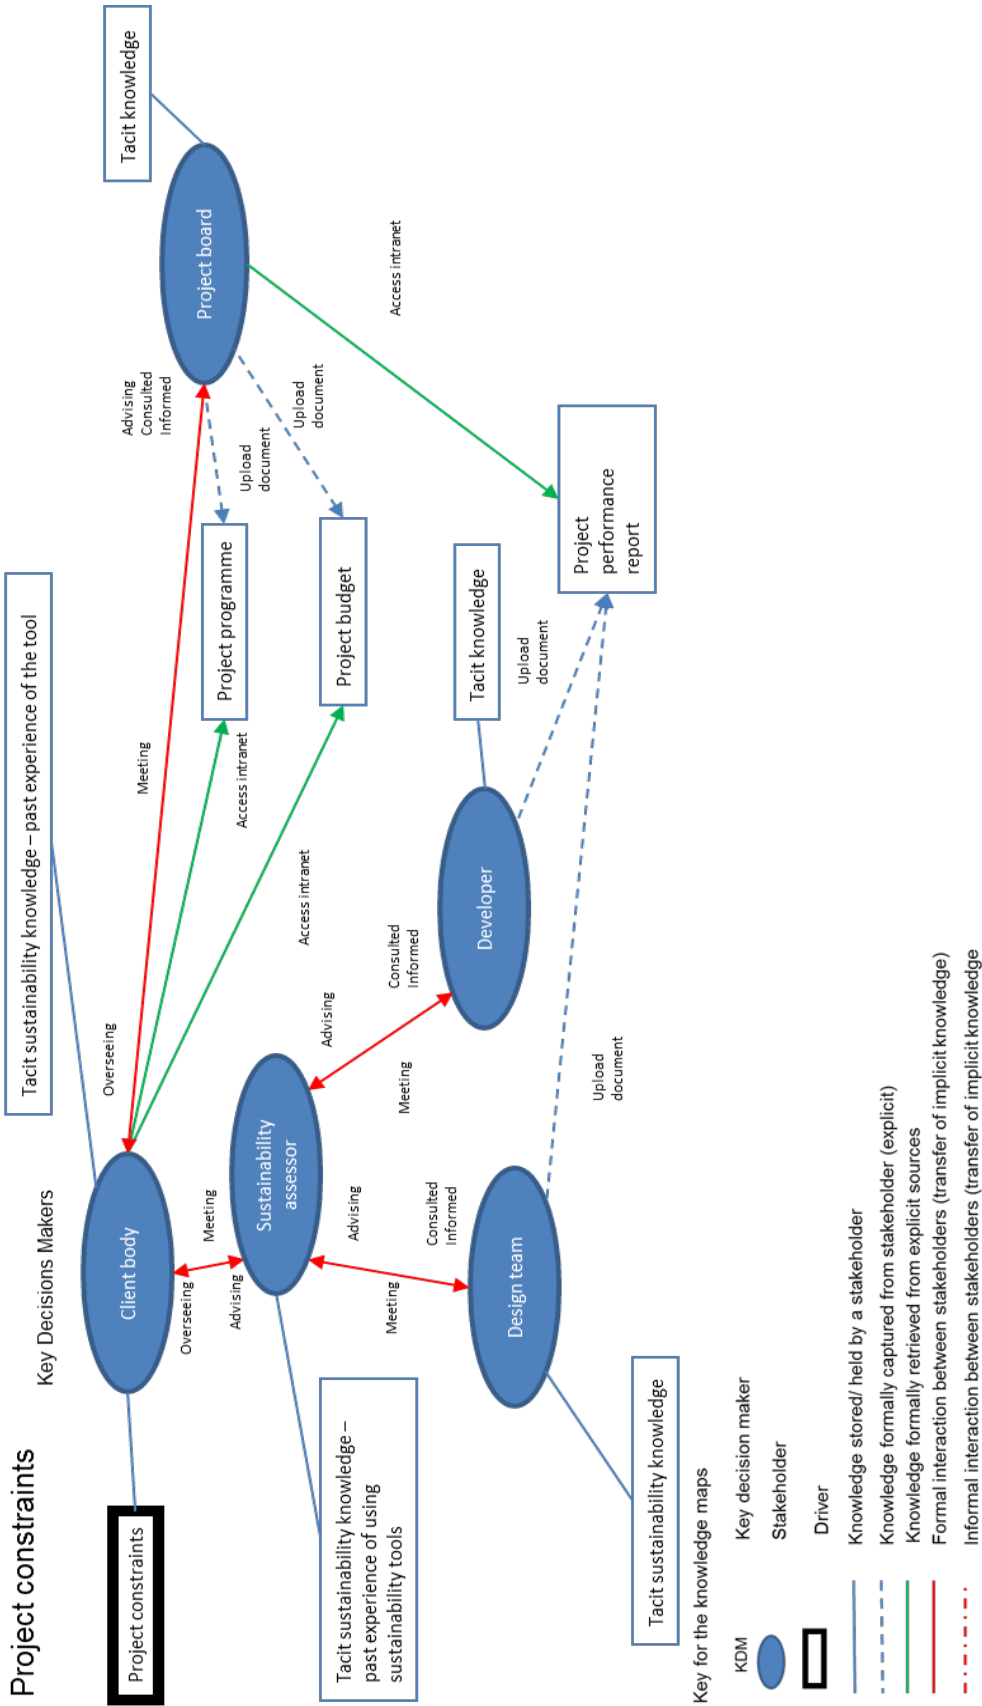 Project constraints
Key Decisions Makers
Tacit sustainability knowledge – past experience of the tool
Tacit knowledge
Project constraints
Client body
Overseeing
Meeting
Advising
Consulted
Informed
Project board
Overseeing
Advising
Meeting
Access intranet
Project programme
Upload
document
Upload
document
Access intranet
Project budget
Access intranet
Sustainability
assessor
Tacit sustainability knowledge –
past experience of using
sustainability tools
Meeting
Advising
Consulted
Informed
Advising
Meeting
Consulted
Informed
Developer
Tacit knowledge
Upload
document
Design team
Tacit sustainability knowledge
Upload
document
Project
performance
report
Key for the knowledge maps
KDM
Key decision maker
Stakeholder
Driver
Knowledge stored/ held by a stakeholder
Knowledge formally captured from stakeholder (explicit)
Knowledge formally retrieved from explicit sources
Formal interaction between stakeholders (transfer of implicit knowledge)
Informal interaction between stakeholders (transfer of implicit knowledge